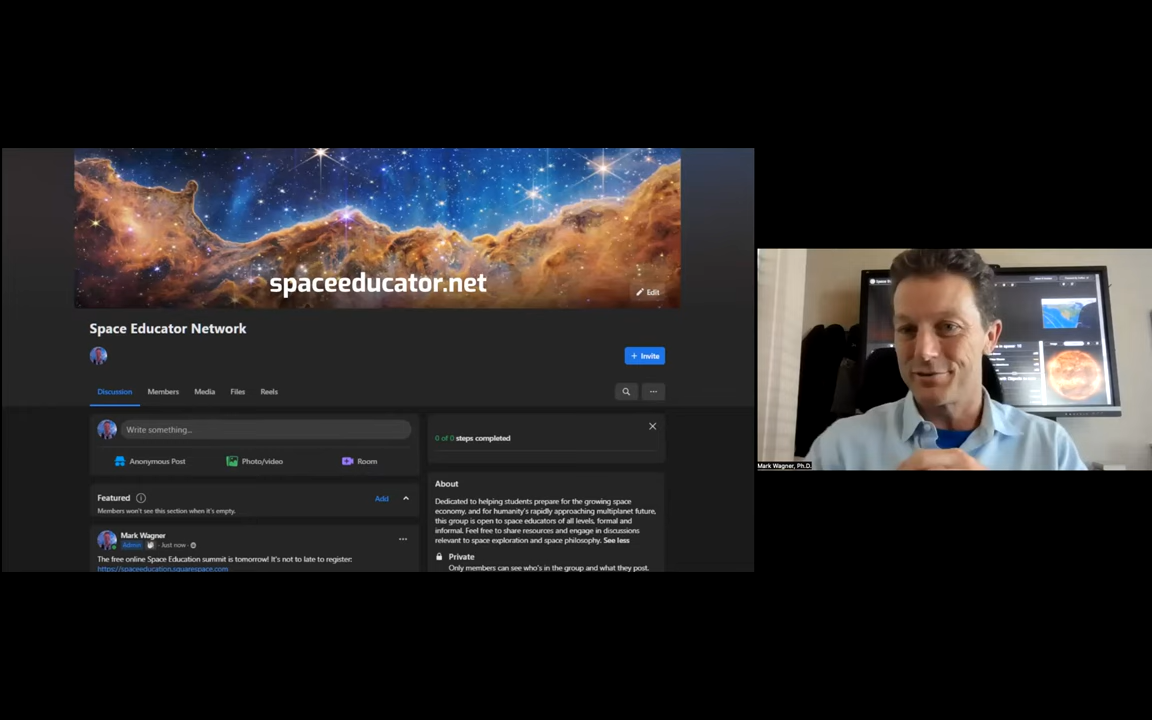 spaceeducator.net
Edit
Space Educator Network
+ Invite
Discussion Members Media Files Reels
Write something...
Anonymous Post Photo/video Room
0 of 0 steps completed
Featured
Add
Members won't see this section when it's empty.
Mark Wagner
Admin · Just now ·
The free online Space Education summit is tomorrow! It's not to late to register:
https://spaceeducation.squarespace.com
About
Dedicated to helping students prepare for the growing space
economy, and for humanity's rapidly approaching multiplanet future,
this group is open to space educators of all levels, formal and
informal. Feel free to share resources and engage in discussions
relevant to space exploration and space philosophy. See less
Private
Only members can see who's in the group and what they post.
Mark Wagner, Ph.D.